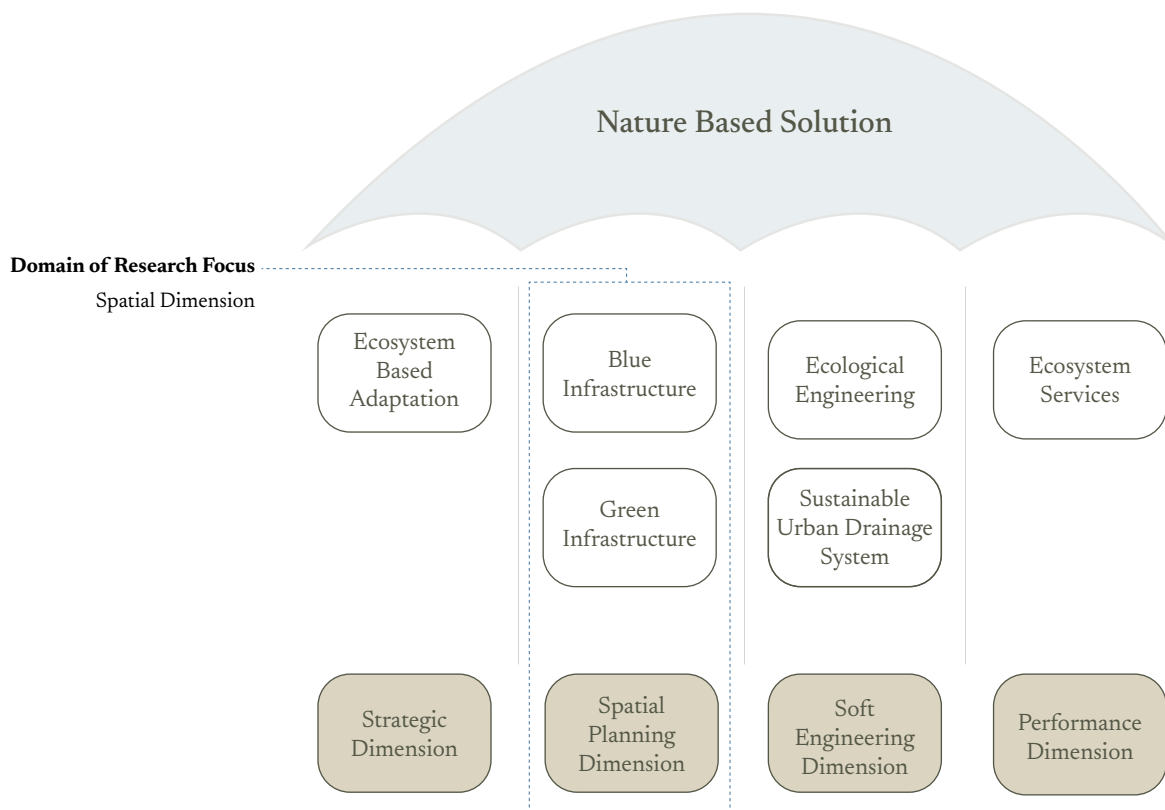 Nature Based Solution
Domain of Research Focus
Spatial Dimension
Ecosystem
Based
Adaptation
Blue
Infrastructure
Ecological
Engineering
Ecosystem
Services
Green
Infrastructure
Sustainable
Urban Drainage
System
Strategic
Dimension
Spatial
Planning
Dimension
Soft
Engineering
Dimension
Performance
Dimension